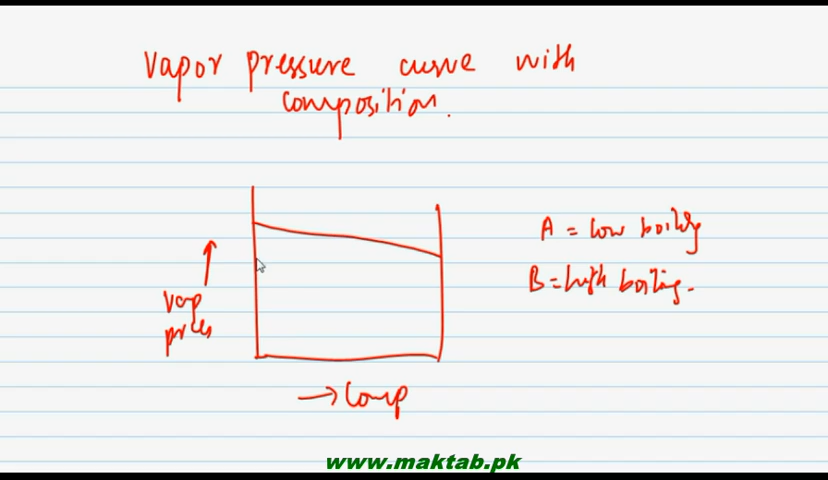 Vapor pressure curve with
composition.
A = low boiling
B = high boiling.
Vap
pres
→ Comp
www.maktab.pk